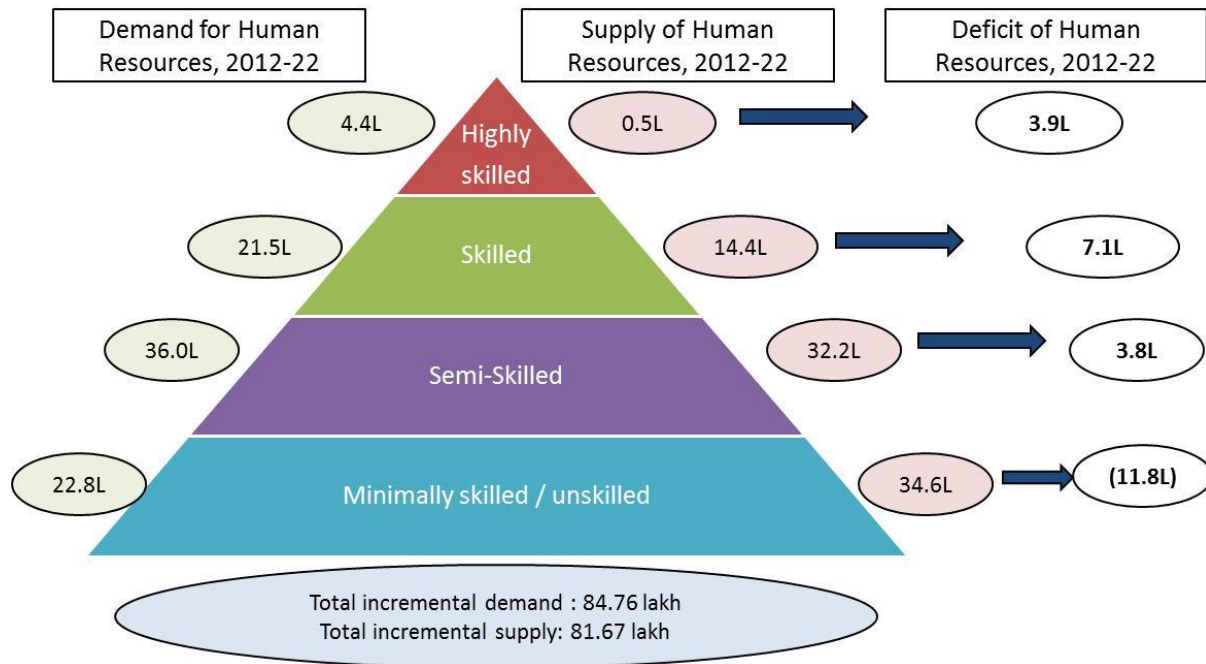 Demand for Human
Resources, 2012-22
Supply of Human
Resources, 2012-22
Deficit of Human
Resources, 2012-22
4.4L
Highly
skilled
0.5L
3.9L
21.5L
Skilled
14.4L
7.1L
36.0L
Semi-Skilled
32.2L
3.8L
22.8L
Minimally skilled / unskilled
34.6L
(11.8L)
Total incremental demand : 84.76 lakh
Total incremental supply: 81.67 lakh